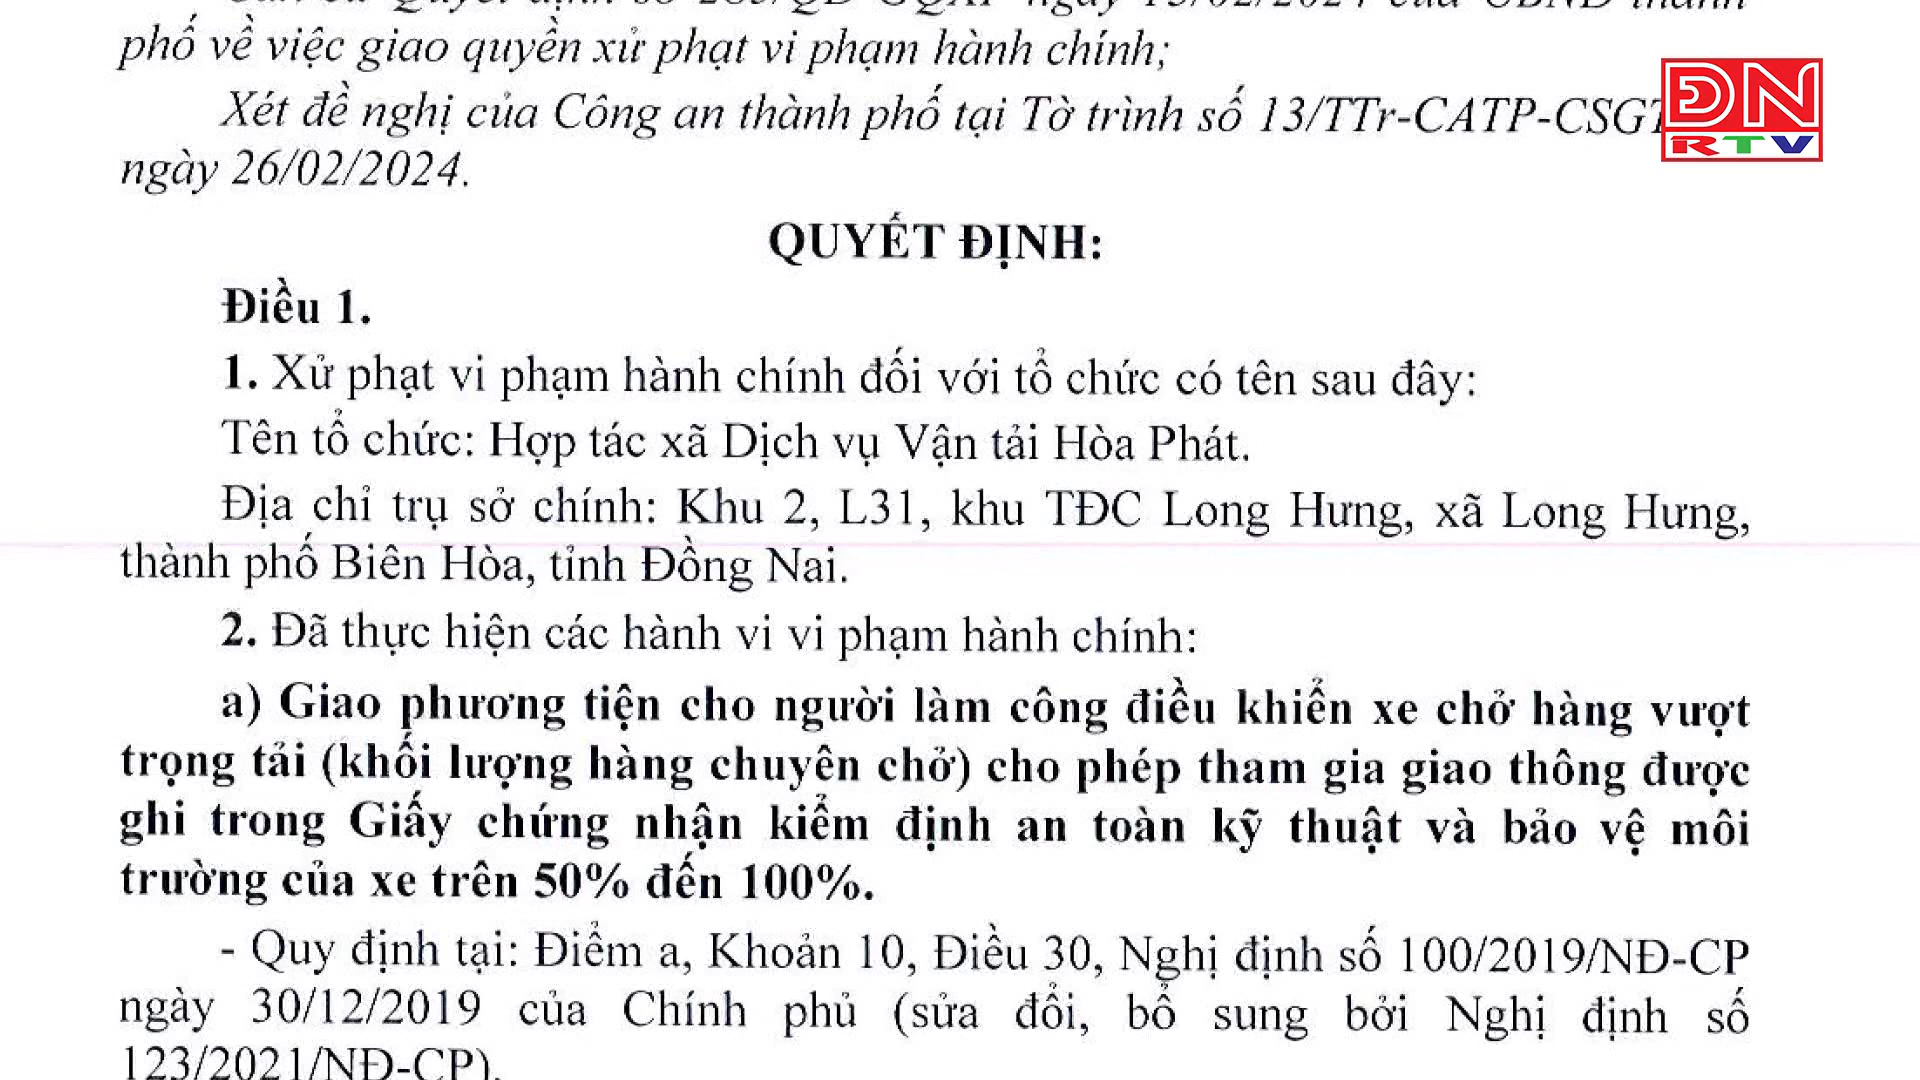 phố về việc giao quyền xử phạt vi phạm hành chính;
Xét đề nghị của Công an thành phố tại Tờ trình số 13/TTr-CATP-CSGT
ĐN
RTV
ngày 26/02/2024.
QUYẾT ĐỊNH:
Điều 1.
1. Xử phạt vi phạm hành chính đối với tổ chức có tên sau đây:
Tên tổ chức: Hợp tác xã Dịch vụ Vận tải Hòa Phát.
Địa chỉ trụ sở chính: Khu 2, L31, khu TĐC Long Hưng, xã Long Hưng,
thành phố Biên Hòa, tỉnh Đồng Nai.
2. Đã thực hiện các hành vi vi phạm hành chính:
a) Giao phương tiện cho người làm công điều khiển xe chở hàng vượt
trọng tải (khối lượng hàng chuyên chở) cho phép tham gia giao thông được
ghi trong Giấy chứng nhận kiểm định an toàn kỹ thuật và bảo vệ môi
trường của xe trên 50% đến 100%.
- Quy định tại: Điểm a, Khoản 10, Điều 30, Nghị định số 100/2019/NĐ-CP
ngày 30/12/2019 của Chính phủ (sửa đổi, bổ sung bởi Nghị định số
123/2021/NĐ-CP).